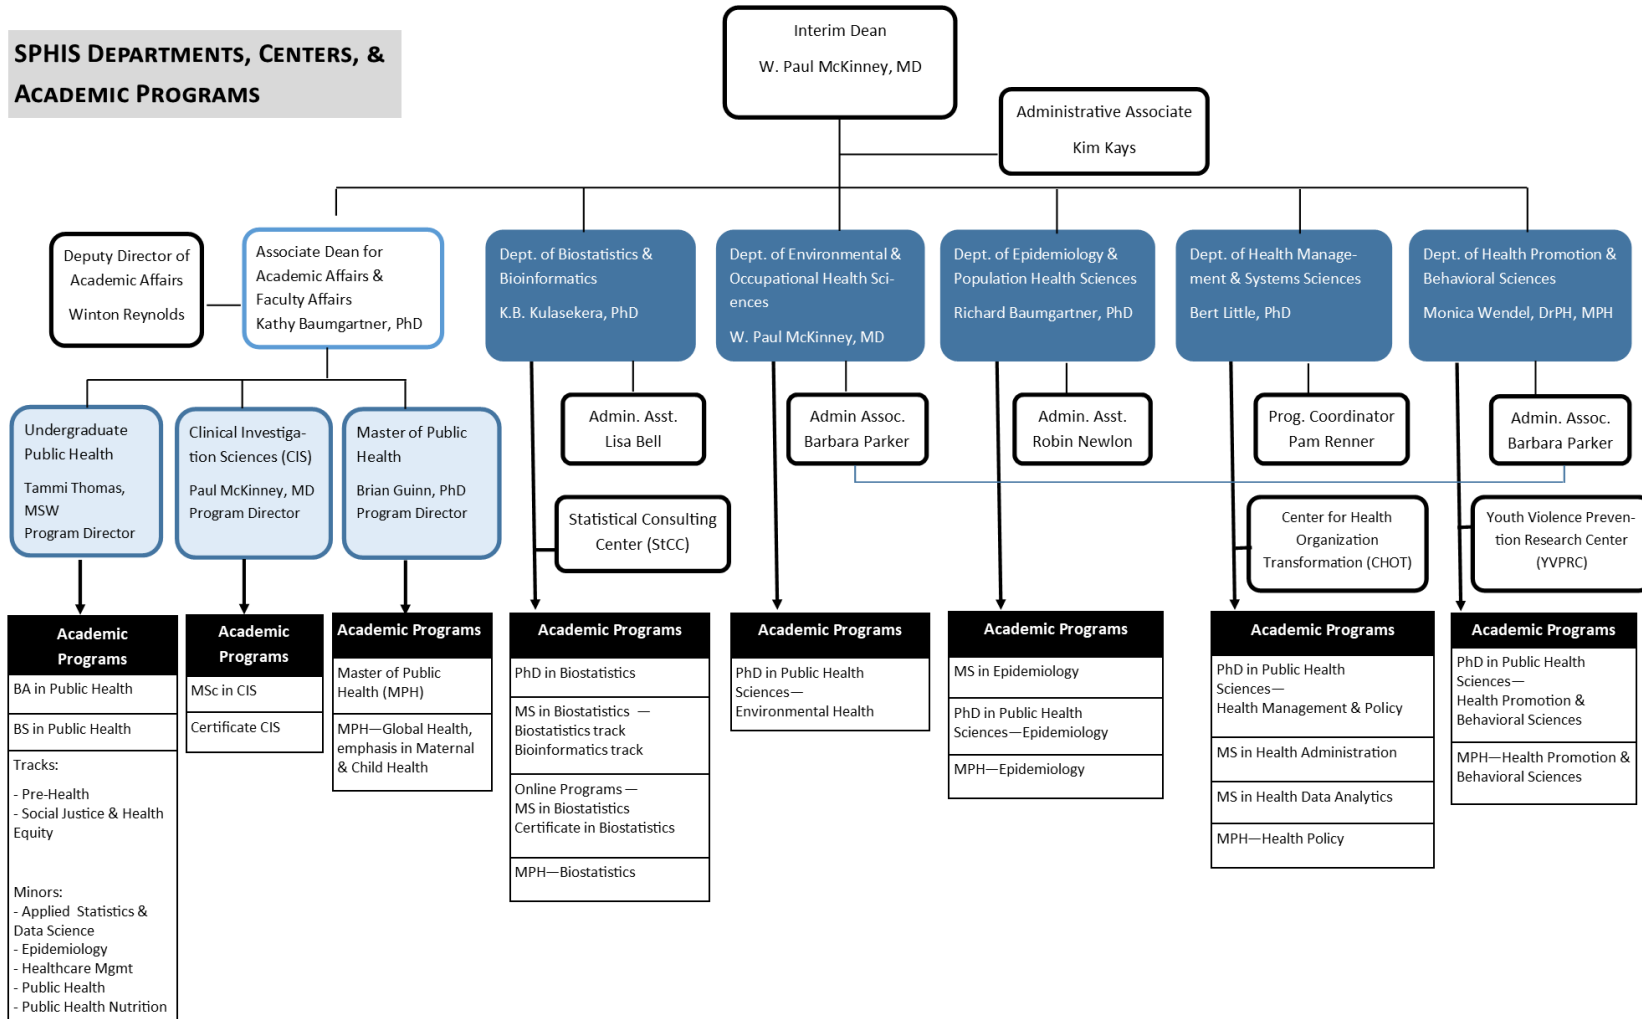 SPHIS Departments, Centers, &
Academic Programs
Interim Dean
W. Paul McKinney, MD
Administrative Associate
Kim Kays
Deputy Director of
Academic Affairs
Winton Reynolds
Associate Dean for
Academic Affairs &
Faculty Affairs
Kathy Baumgartner, PhD
Dept. of Biostatistics &
Bioinformatics
K.B. Kulasekera, PhD
Dept. of Environmental &
Occupational Health Sci-
ences
W. Paul McKinney, MD
Dept. of Epidemiology &
Population Health Sciences
Richard Baumgartner, PhD
Dept. of Health Manage-
ment & Systems Sciences
Bert Little, PhD
Dept. of Health Promotion &
Behavioral Sciences
Monica Wendel, DrPH, MPH
Undergraduate
Public Health
Tammi Thomas,
MSW
Program Director
Clinical Investiga-
tion Sciences (CIS)
Paul McKinney, MD
Program Director
Master of Public
Health
Brian Guinn, PhD
Program Director
Admin. Asst.
Lisa Bell
Admin Assoc.
Barbara Parker
Admin. Asst.
Robin Newlon
Prog. Coordinator
Pam Renner
Admin. Assoc.
Barbara Parker
Statistical Consulting
Center (StCC)
Center for Health
Organization
Transformation (CHOT)
Youth Violence Preven-
tion Research Center
(YVPRC)
Academic
Programs
BA in Public Health
BS in Public Health
Tracks:
- Pre-Health
- Social Justice & Health
Equity
Minors:
- Applied Statistics &
Data Science
- Epidemiology
- Healthcare Mgmt
- Public Health
- Public Health Nutrition
Academic
Programs
MSc in CIS
Certificate CIS
Academic Programs
Master of Public
Health (MPH)
MPH—Global Health,
emphasis in Maternal
& Child Health
Academic Programs
PhD in Biostatistics
MS in Biostatistics —
Biostatistics track
Bioinformatics track
Online Programs —
MS in Biostatistics
Certificate in Biostatistics
MPH—Biostatistics
Academic Programs
PhD in Public Health
Sciences—
Environmental Health
Academic Programs
MS in Epidemiology
PhD in Public Health
Sciences—Epidemiology
MPH—Epidemiology
Academic Programs
PhD in Public Health
Sciences—
Health Management & Policy
MS in Health Administration
MS in Health Data Analytics
MPH—Health Policy
Academic Programs
PhD in Public Health
Sciences—
Health Promotion &
Behavioral Sciences
MPH—Health Promotion &
Behavioral Sciences